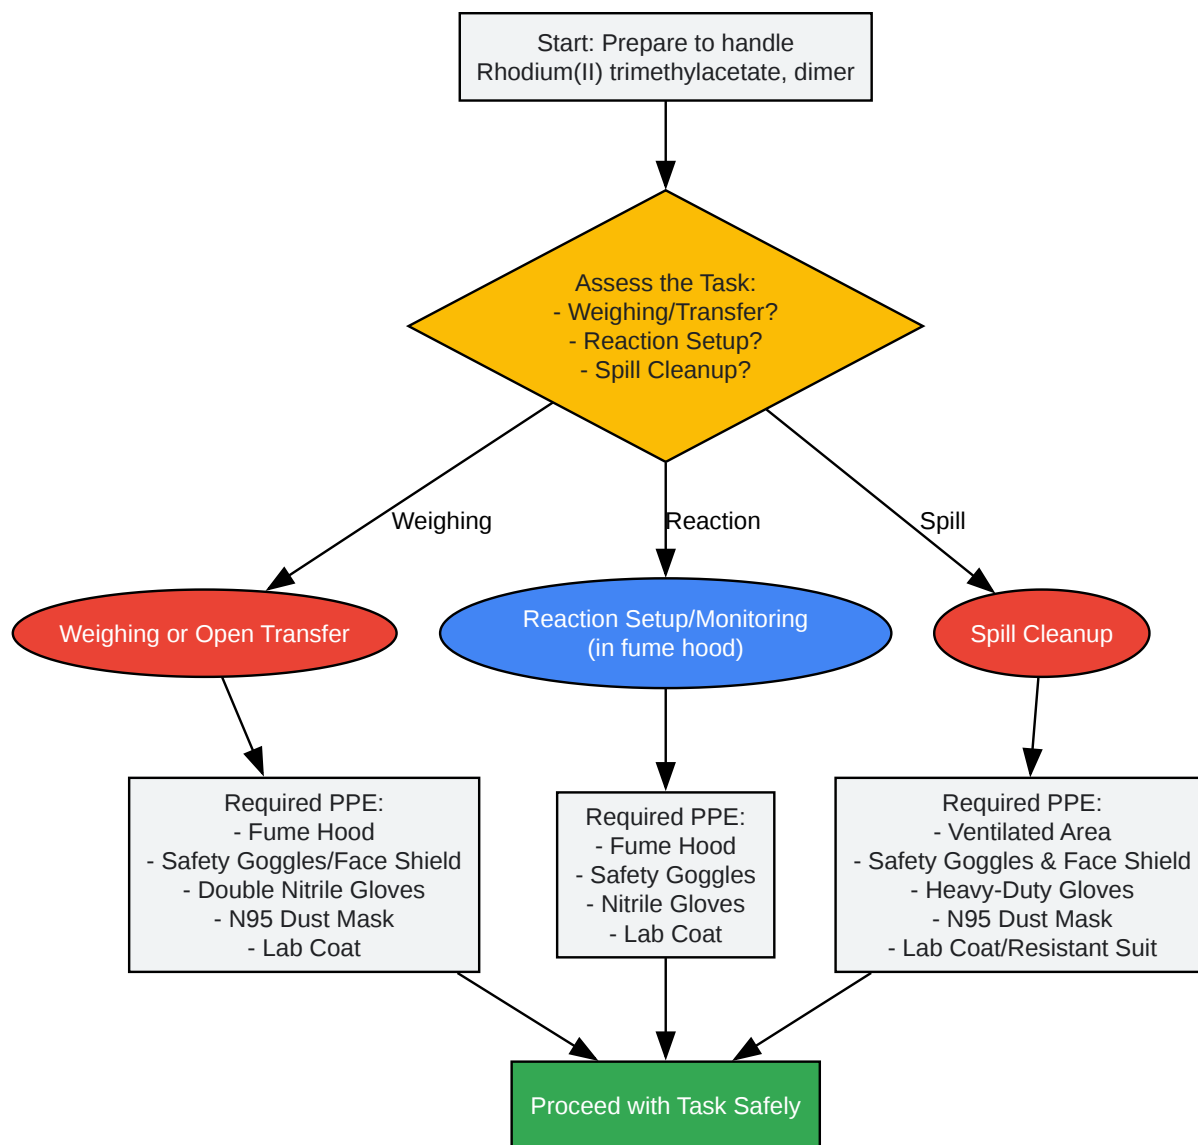 Start: Prepare to handle
Rhodium(II) trimethylacetate, dimer
Assess the Task:
- Weighing/Transfer?
- Reaction Setup?
- Spill Cleanup?
Weighing
Reaction
Spill
Weighing or Open Transfer
Reaction Setup/Monitoring
(in fume hood)
Spill Cleanup
Required PPE:
- Fume Hood
- Safety Goggles/Face Shield
- Double Nitrile Gloves
- N95 Dust Mask
- Lab Coat
Required PPE:
- Fume Hood
- Safety Goggles
- Nitrile Gloves
- Lab Coat
Required PPE:
- Ventilated Area
- Safety Goggles & Face Shield
- Heavy-Duty Gloves
- N95 Dust Mask
- Lab Coat/Resistant Suit
Proceed with Task Safely